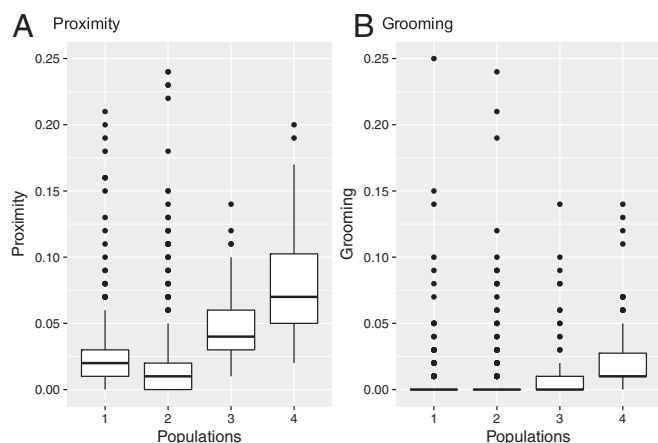 A Proximity
0.25
0.20
0.15
0.10
0.05
0.00
Proximity
1 2 3 4
Populations
B Grooming
0.25
0.20
0.15
0.10
0.05
0.00
Grooming
1 2 3 4
Populations